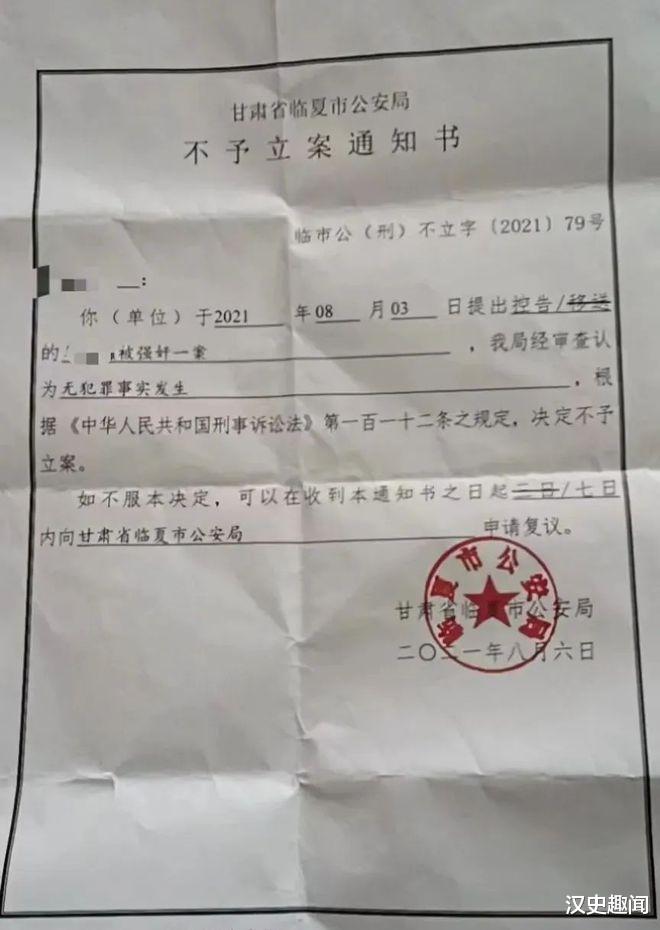 甘肃省临夏市公安局
不予立案通知书
临市公（刑）不立字〔2021〕79号
：
你（单位）于2021年08月03日提出控告/移送
的 被强奸一案，我局经审查认
为无犯罪事实发生，根
据《中华人民共和国刑事诉讼法》第一百一十二条之规定，决定不予
立案。
如不服本决定，可以在收到本通知书之日起三日/七日
内向甘肃省临夏市公安局申请复议。
临夏市公安局
甘肃省临夏市公安局
二〇二一年八月六日
汉史趣闻